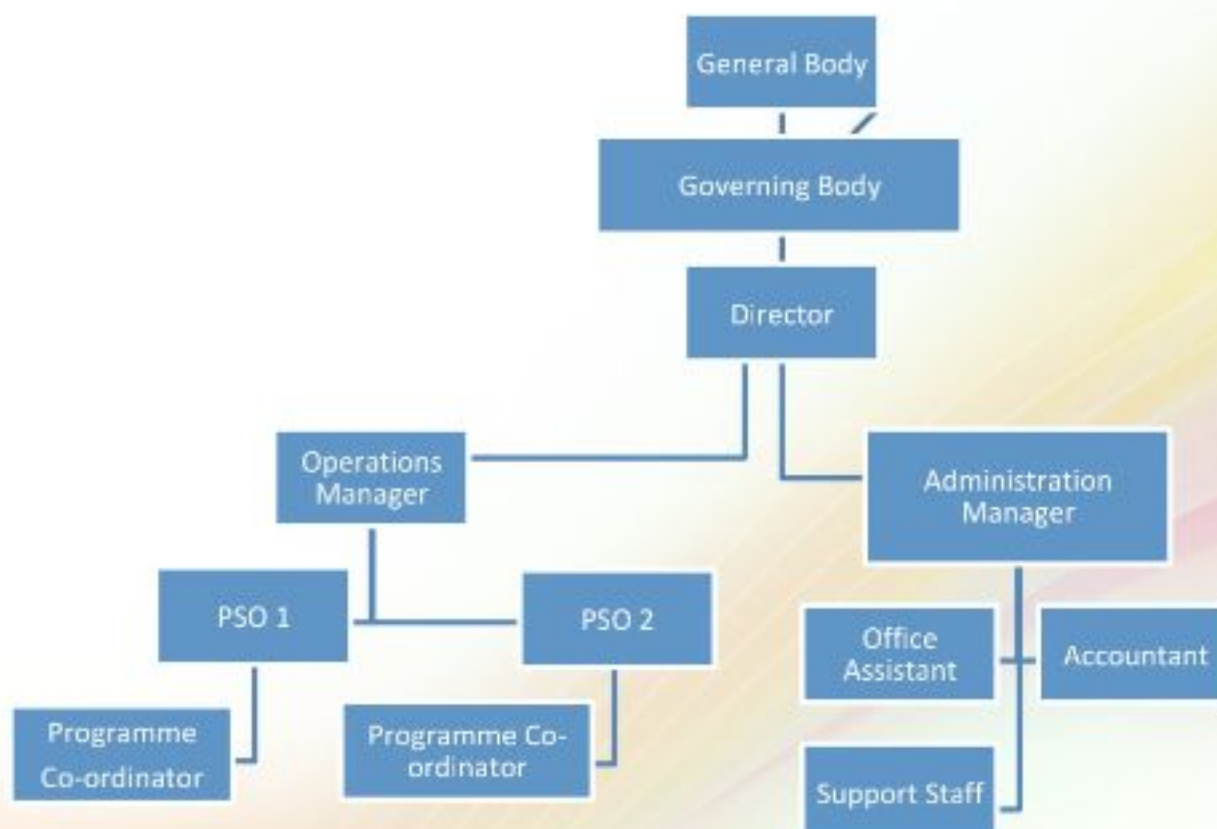 General Body
Governing Body
Director
Operations
Manager
Administration
Manager
PSO 1
PSO 2
Office
Assistant
Accountant
Programme
Co-ordinator
Programme Co-
ordinator
Support Staff